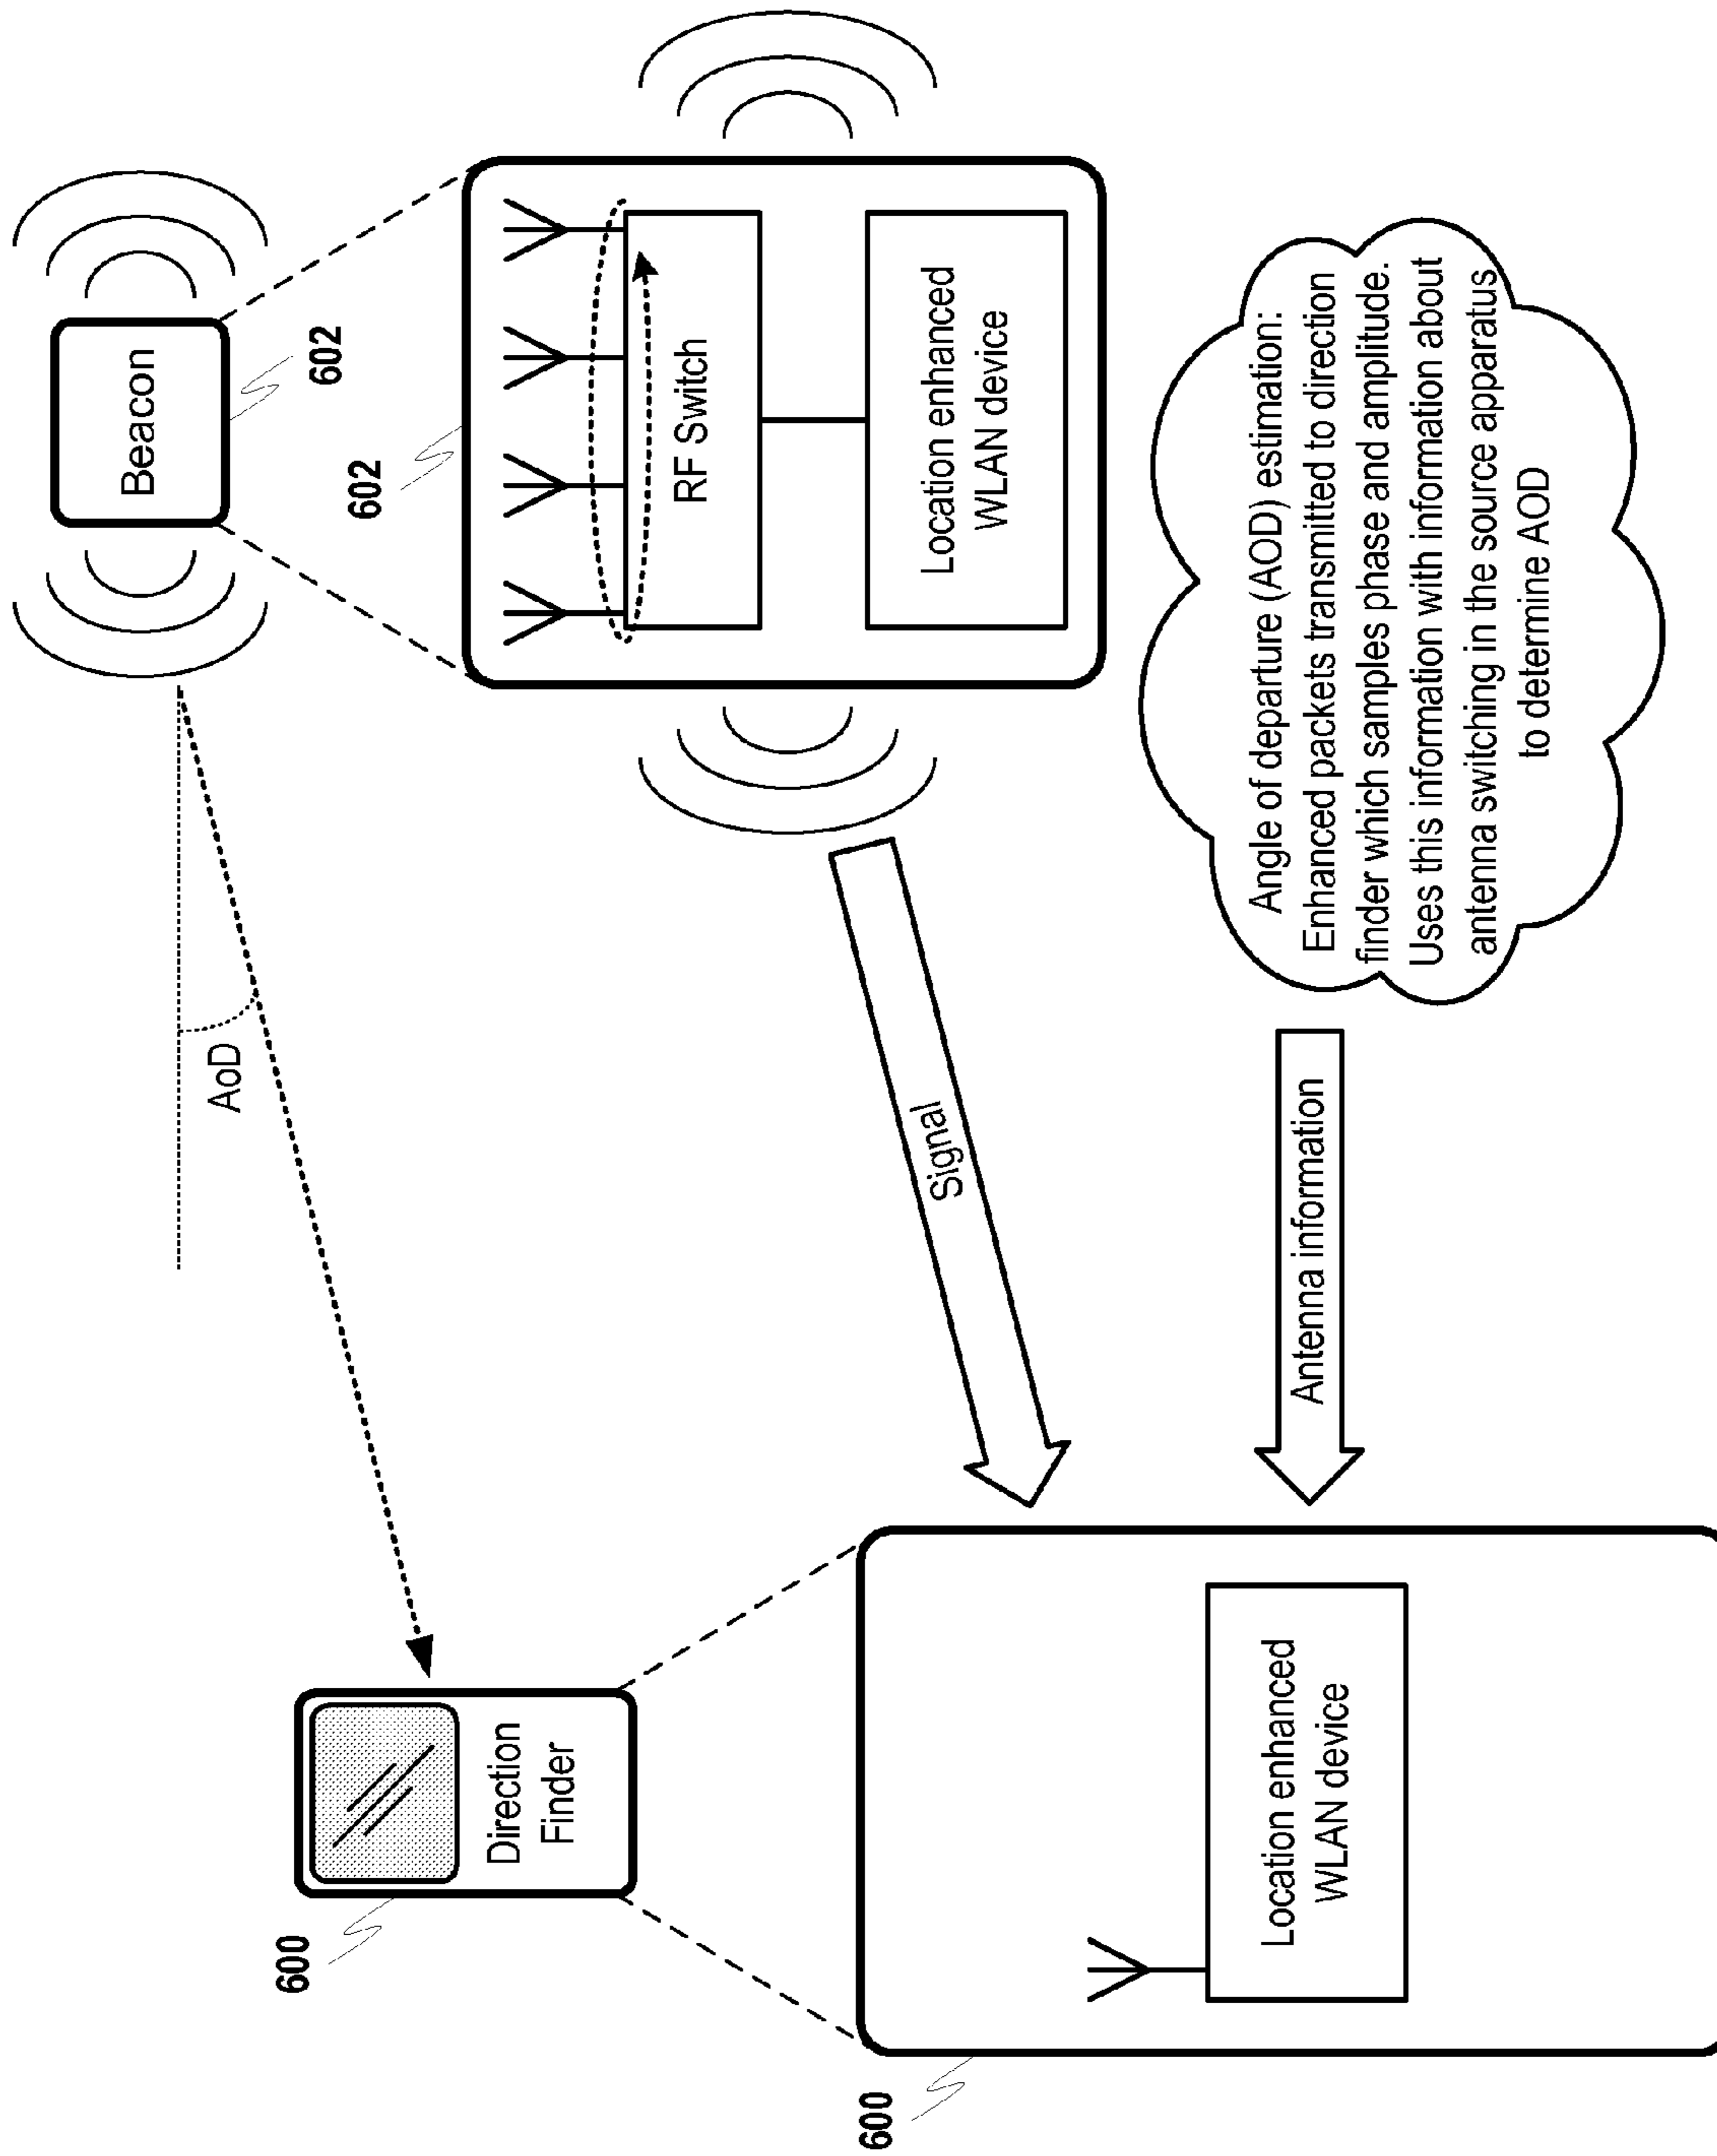 Beacon
602
AoD
600
Direction
Finder
602
RF Switch
Location enhanced
WLAN device
Signal
600
Location enhanced
WLAN device
Antenna information
Angle of departure (AOD) estimation:
Enhanced packets transmitted to direction
finder which samples phase and amplitude.
Uses this information with information about
antenna switching in the source apparatus
to determine AOD